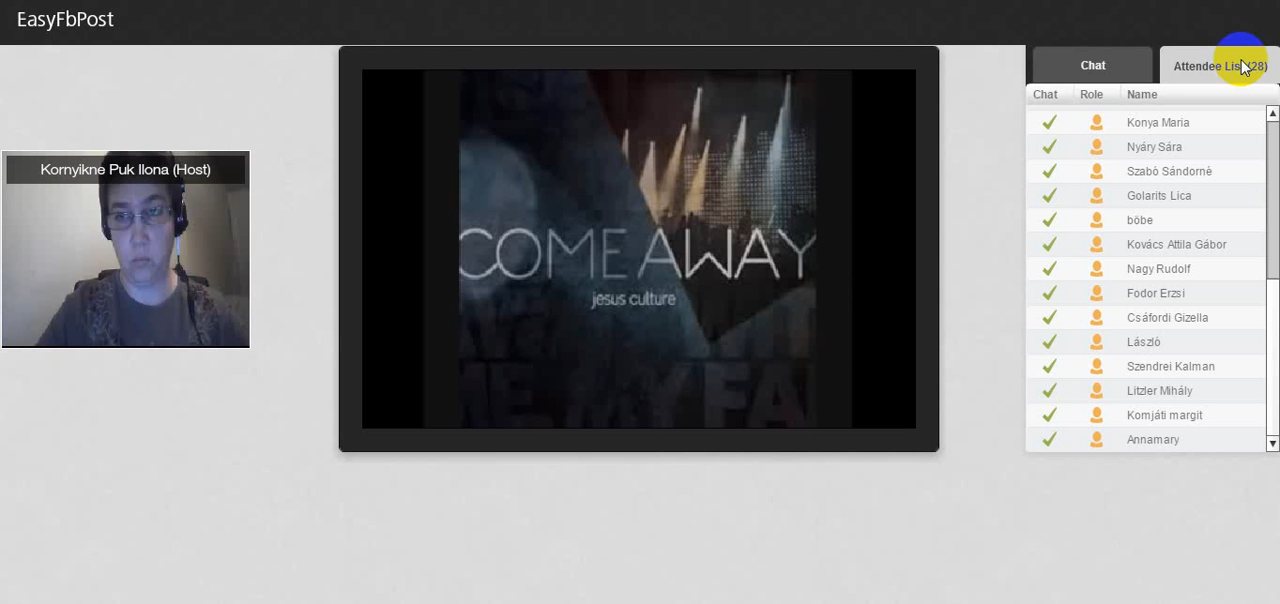 EasyFbPost
Kornyikne Puk Ilona (Host)
COME AWAY
jesus culture
Chat
Attendee List (28)
Chat Role Name
Konya Maria
Nyáry Sára
Szabò Sándornè
Golarits Lica
böbe
Kovács Attila Gábor
Nagy Rudolf
Fodor Erzsi
Csáfordi Gizella
László
Szendrei Kalman
Litzler Mihály
Komjáti margit
Annamary